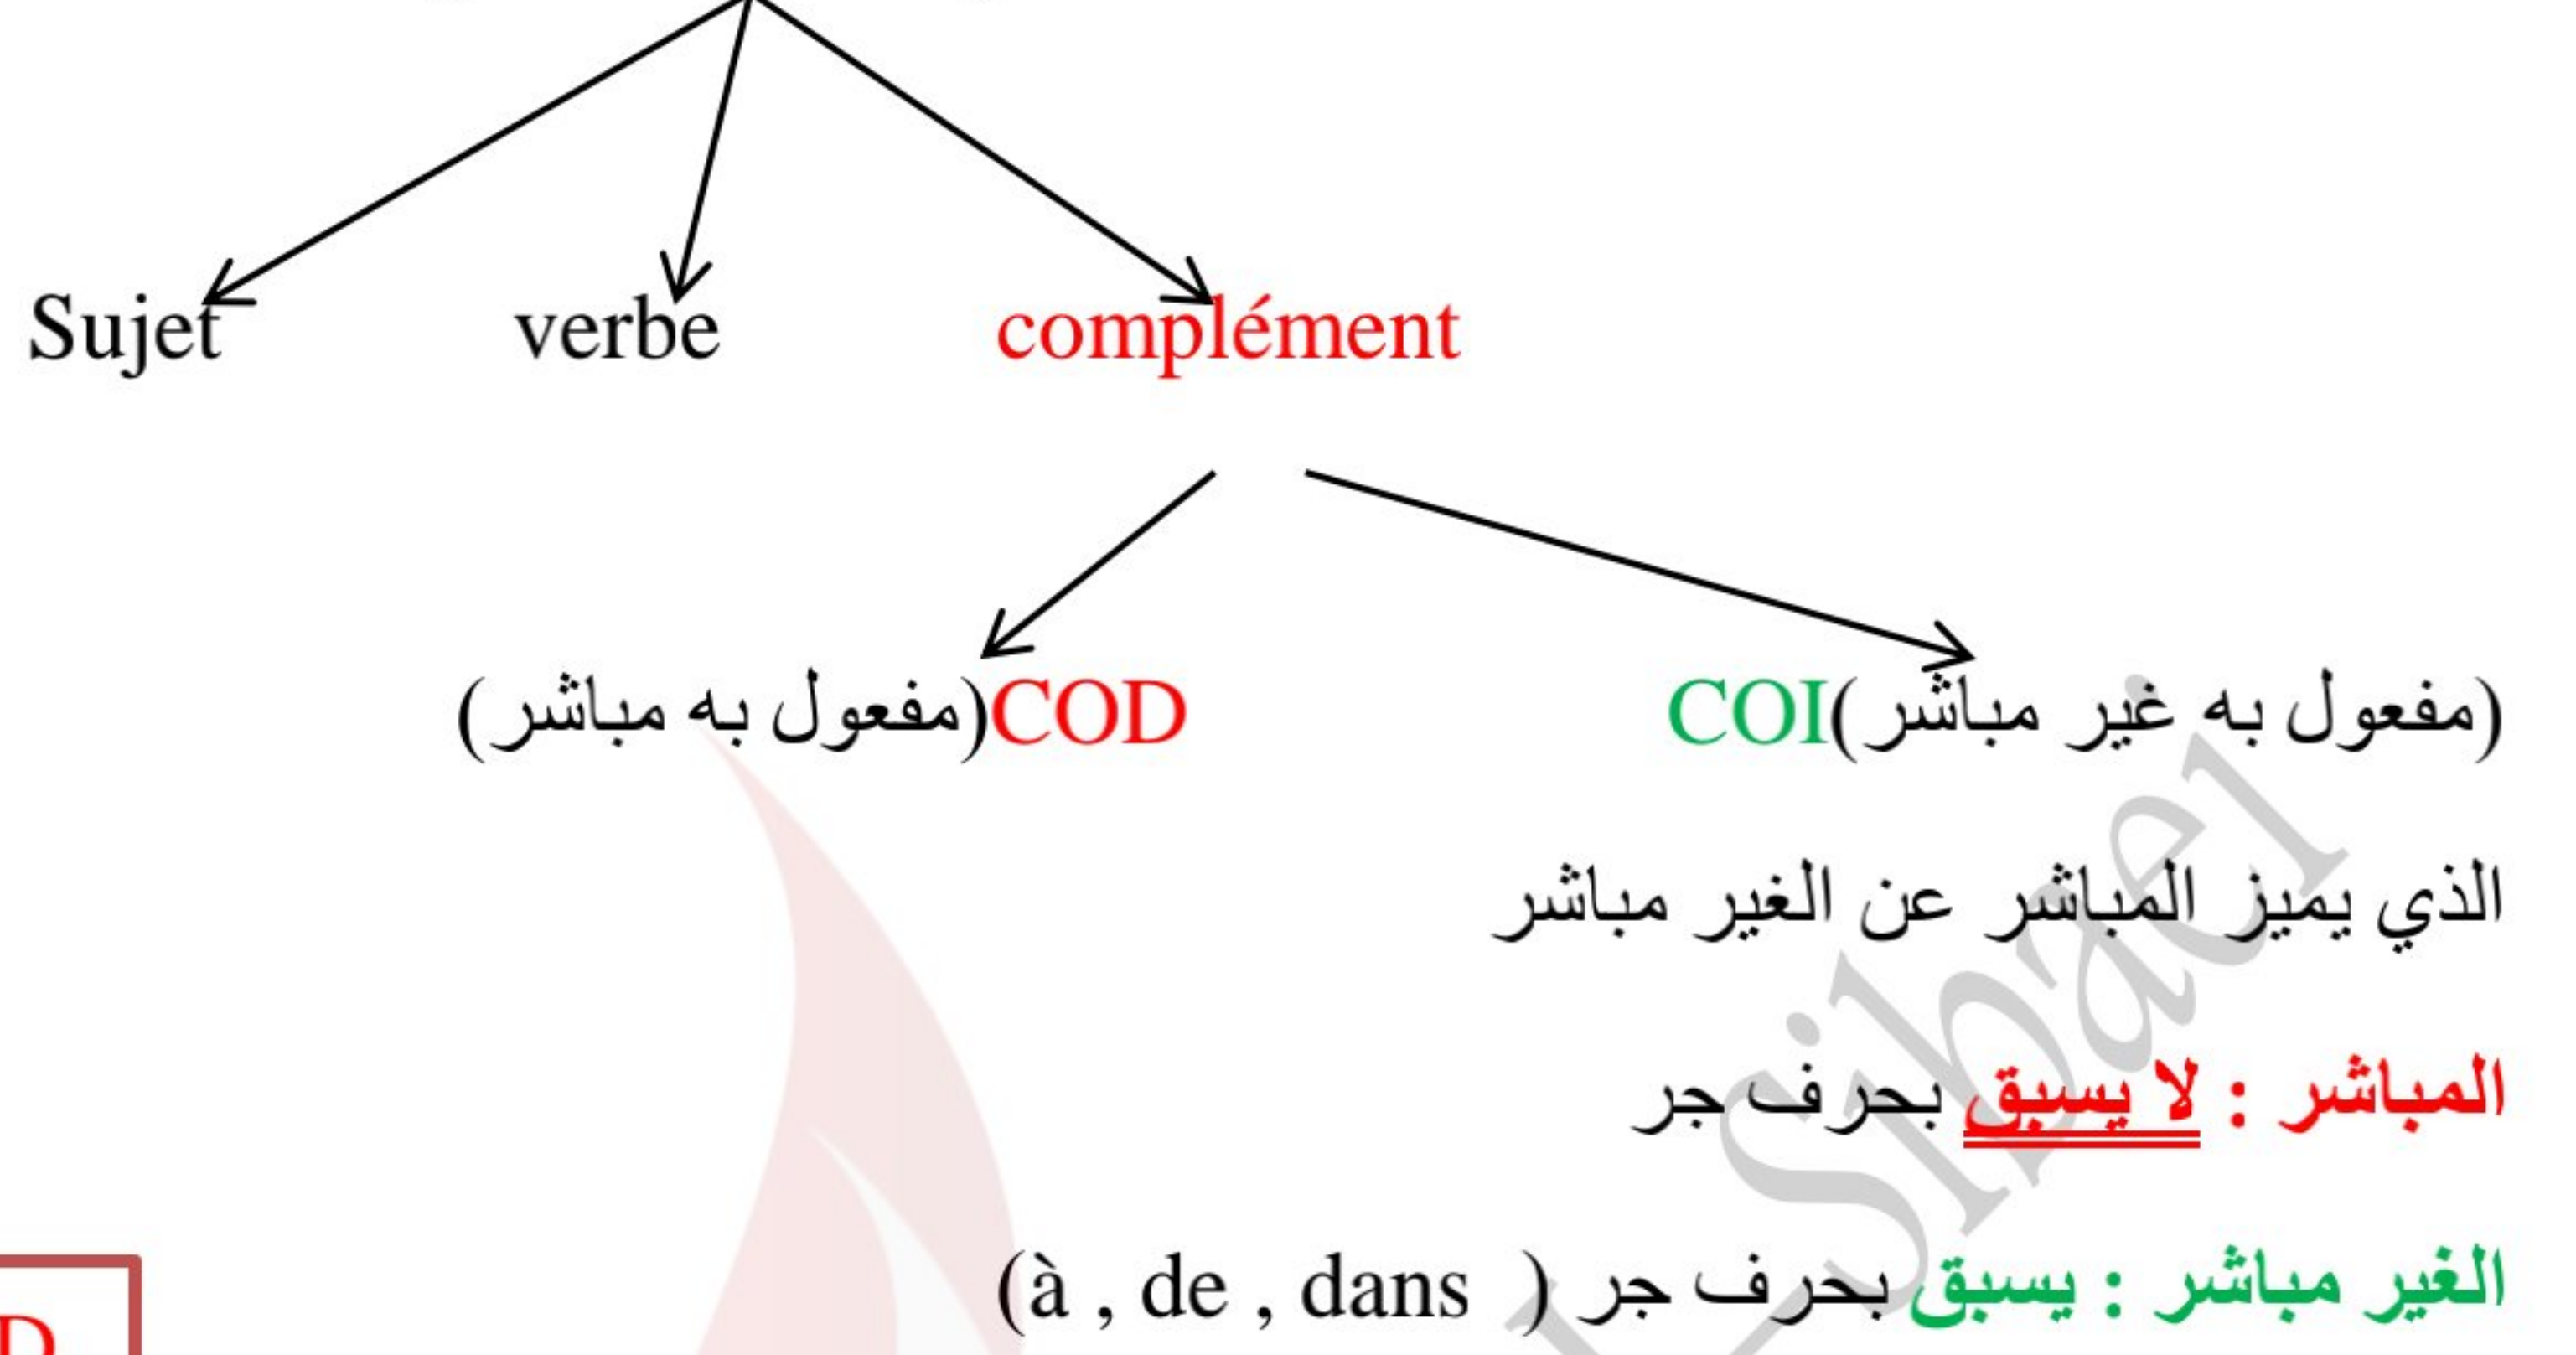 Sujet verbe complément
COD(مفعول به مباشر) COI(مفعول به غير مباشر)
الذي يميز المباشر عن الغير مباشر
المباشر : لا يسبق بحرف جر
الغير مباشر : يسبق بحرف جر (à , de , dans )
Sibaei